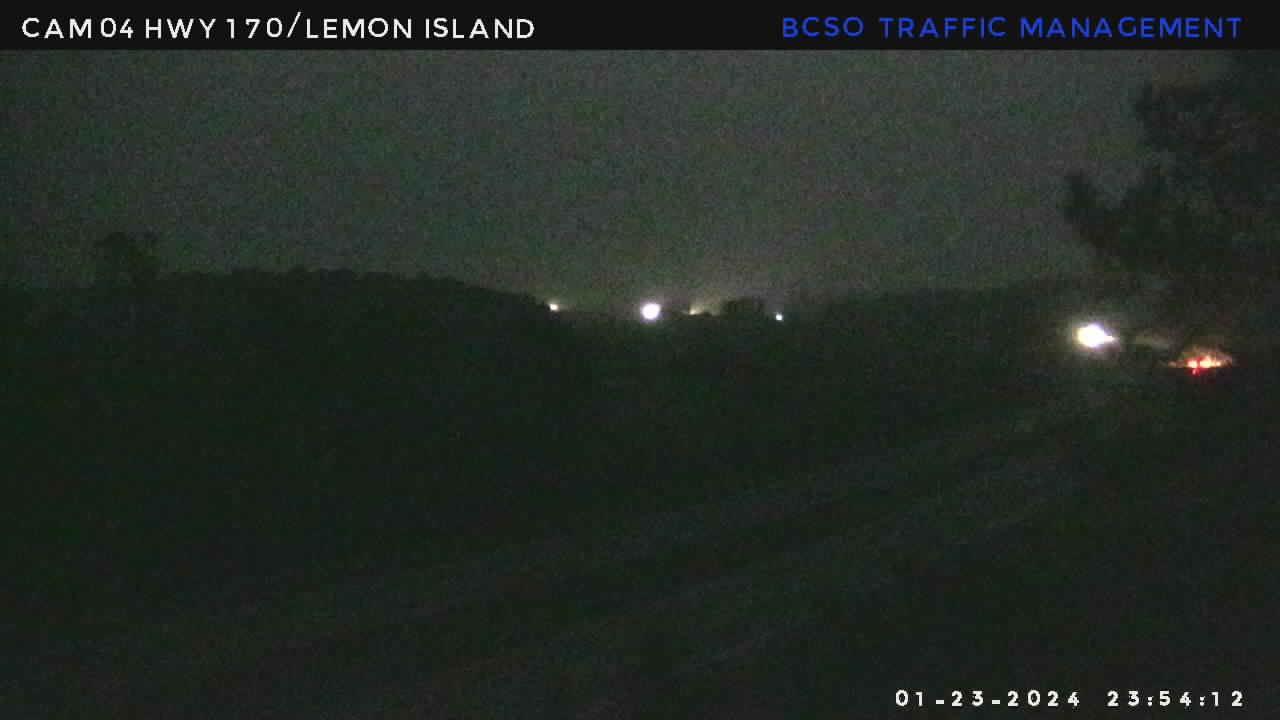 CAM04 HWY 170/LEMON ISLAND
BCSO TRAFFIC MANAGEMENT
01-23-2024 23:54:12